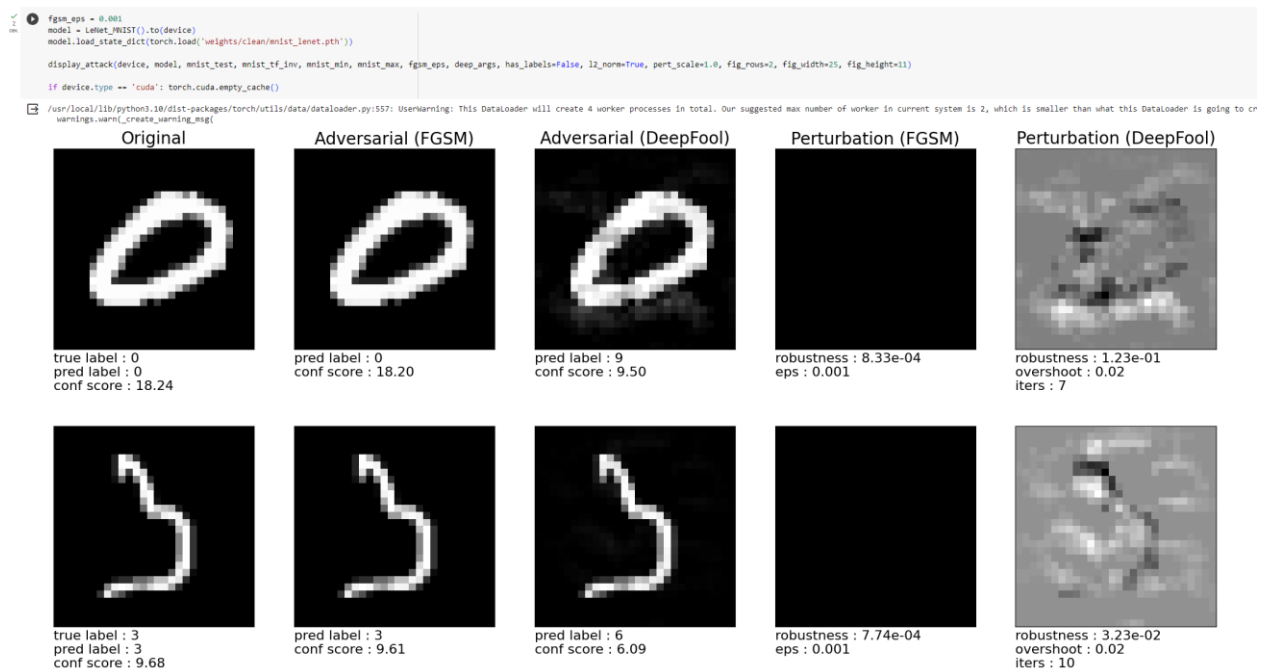 2
sec
fgsm_eps = 0.001
model = LeNet_MNIST().to(device)
model.load_state_dict(torch.load('weights/clean/mnist_lenet.pth'))
display_attack(device, model, mnist_test, mnist_tf_inv, mnist_min, mnist_max, fgsm_eps, deep_args, has_labels=False, l2_norm=True, pert_scale=1.0, fig_rows=2, fig_width=25, fig_height=11)
if device.type == 'cuda': torch.cuda.empty_cache()
/usr/local/lib/python3.10/dist-packages/torch/utils/data/dataloader.py:557: UserWarning: This DataLoader will create 4 worker processes in total. Our suggested max number of worker in current system is 2, which is smaller than what this DataLoader is going to cr
warnings.warn(_create_warning_msg(
Original Adversarial (FGSM) Adversarial (DeepFool) Perturbation (FGSM) Perturbation (DeepFool)
true label : 0 pred label : 0 pred label : 9 robustness : 8.33e-04 robustness : 1.23e-01
pred label : 0 conf score : 18.20 conf score : 9.50 eps : 0.001 overshoot : 0.02
conf score : 18.24 iters : 7
true label : 3 pred label : 3 pred label : 6 robustness : 7.74e-04 robustness : 3.23e-02
pred label : 3 conf score : 9.61 conf score : 6.09 eps : 0.001 overshoot : 0.02
conf score : 9.68 iters : 10